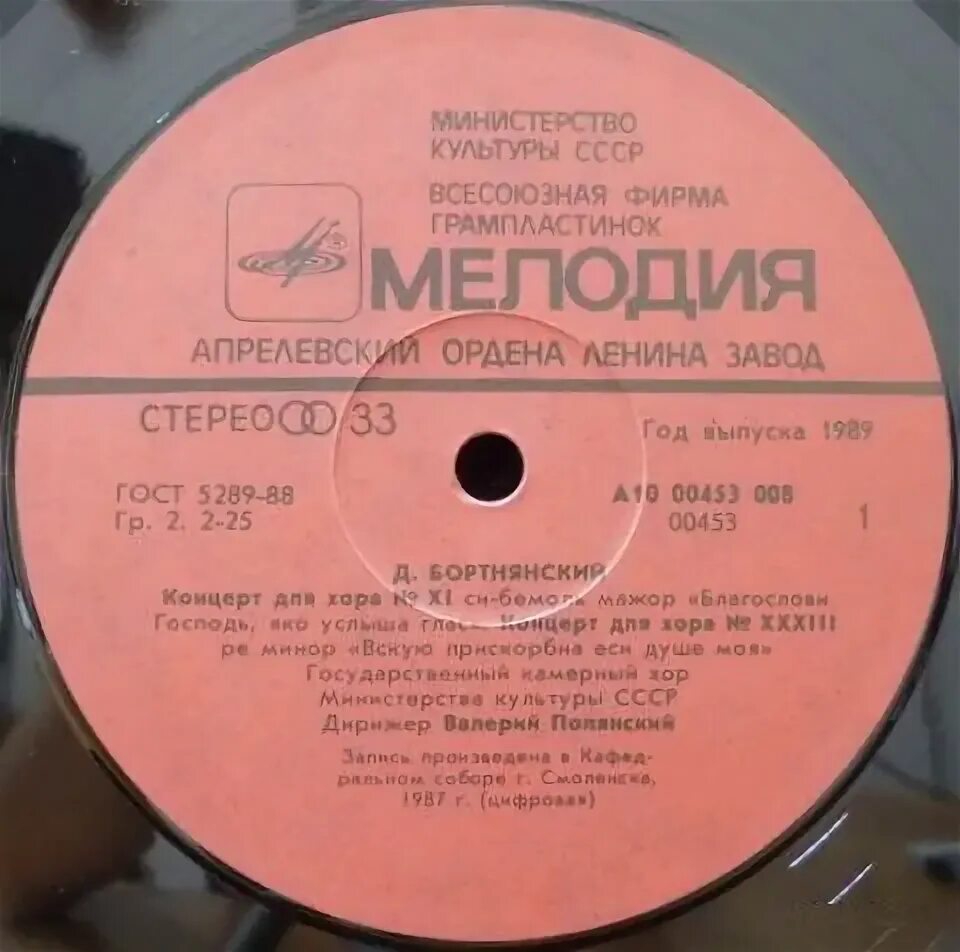 МИНИСТЕРСТВО
КУЛЬТУРЫ СССР
ВСЕСОЮЗНАЯ ФИРМА
ГРАМПЛАСТИНОК
МЕЛОДИЯ
АПРЕЛЕВСКИЙ ОРДЕНА ЛЕНИНА ЗАВОД
СТЕРЕО 33
Год выпуска 1989
ГОСТ 5289-88
А10 00453 008
Гр. 2. 2-25
00453 1
Д. БОРТНЯНСКИЙ
Концерт для хора № XI си-бемоль мажор «Благословен
Господь, яко услыша глас». Концерт для хора № XXXIII
ре минор «Вскую прискорбна еси душе моя»
Государственный камерный хор
Министерства культуры СССР
Дирижер Валерий Полянский
Запись произведена в Кафед-
ральном соборе г. Смоленска,
1987 г. (цифровая)